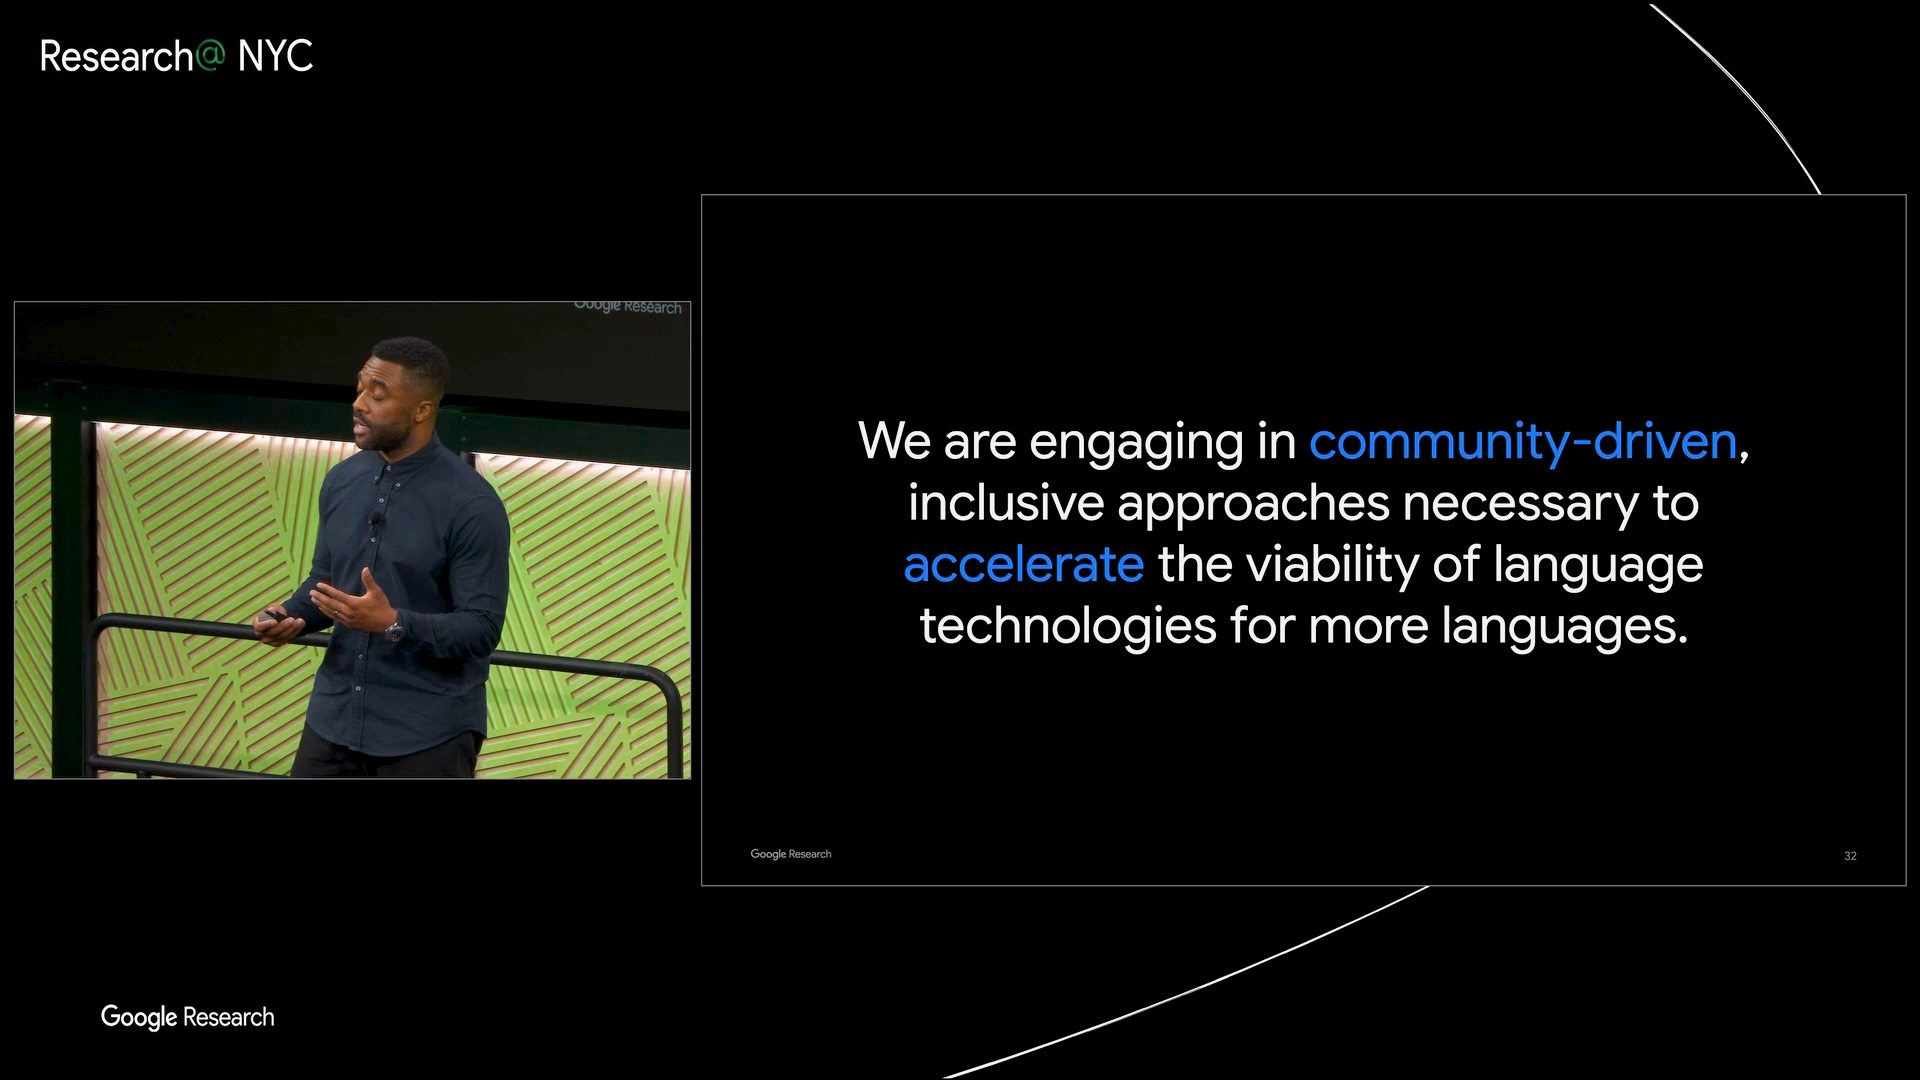 Research@ NYC
Google Research
We are engaging in community-driven,
inclusive approaches necessary to
accelerate the viability of language
technologies for more languages.
Google Research
32
Google Research